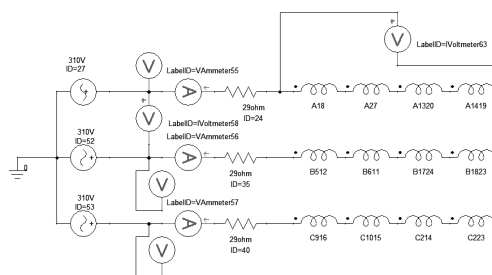 V
LabelID=IVoltmeter63
310V
ID=27
V
LabelID=VAmmeter55
A
29ohm
ID=24
A18
A27
A1320
A1419
310V
ID=52
LabelID=IVoltmeter58
V
LabelID=VAmmeter56
A
29ohm
ID=35
B512
B611
B1724
B1823
0
310V
ID=53
V
LabelID=VAmmeter57
A
29ohm
ID=40
C916
C1015
C214
C223
V